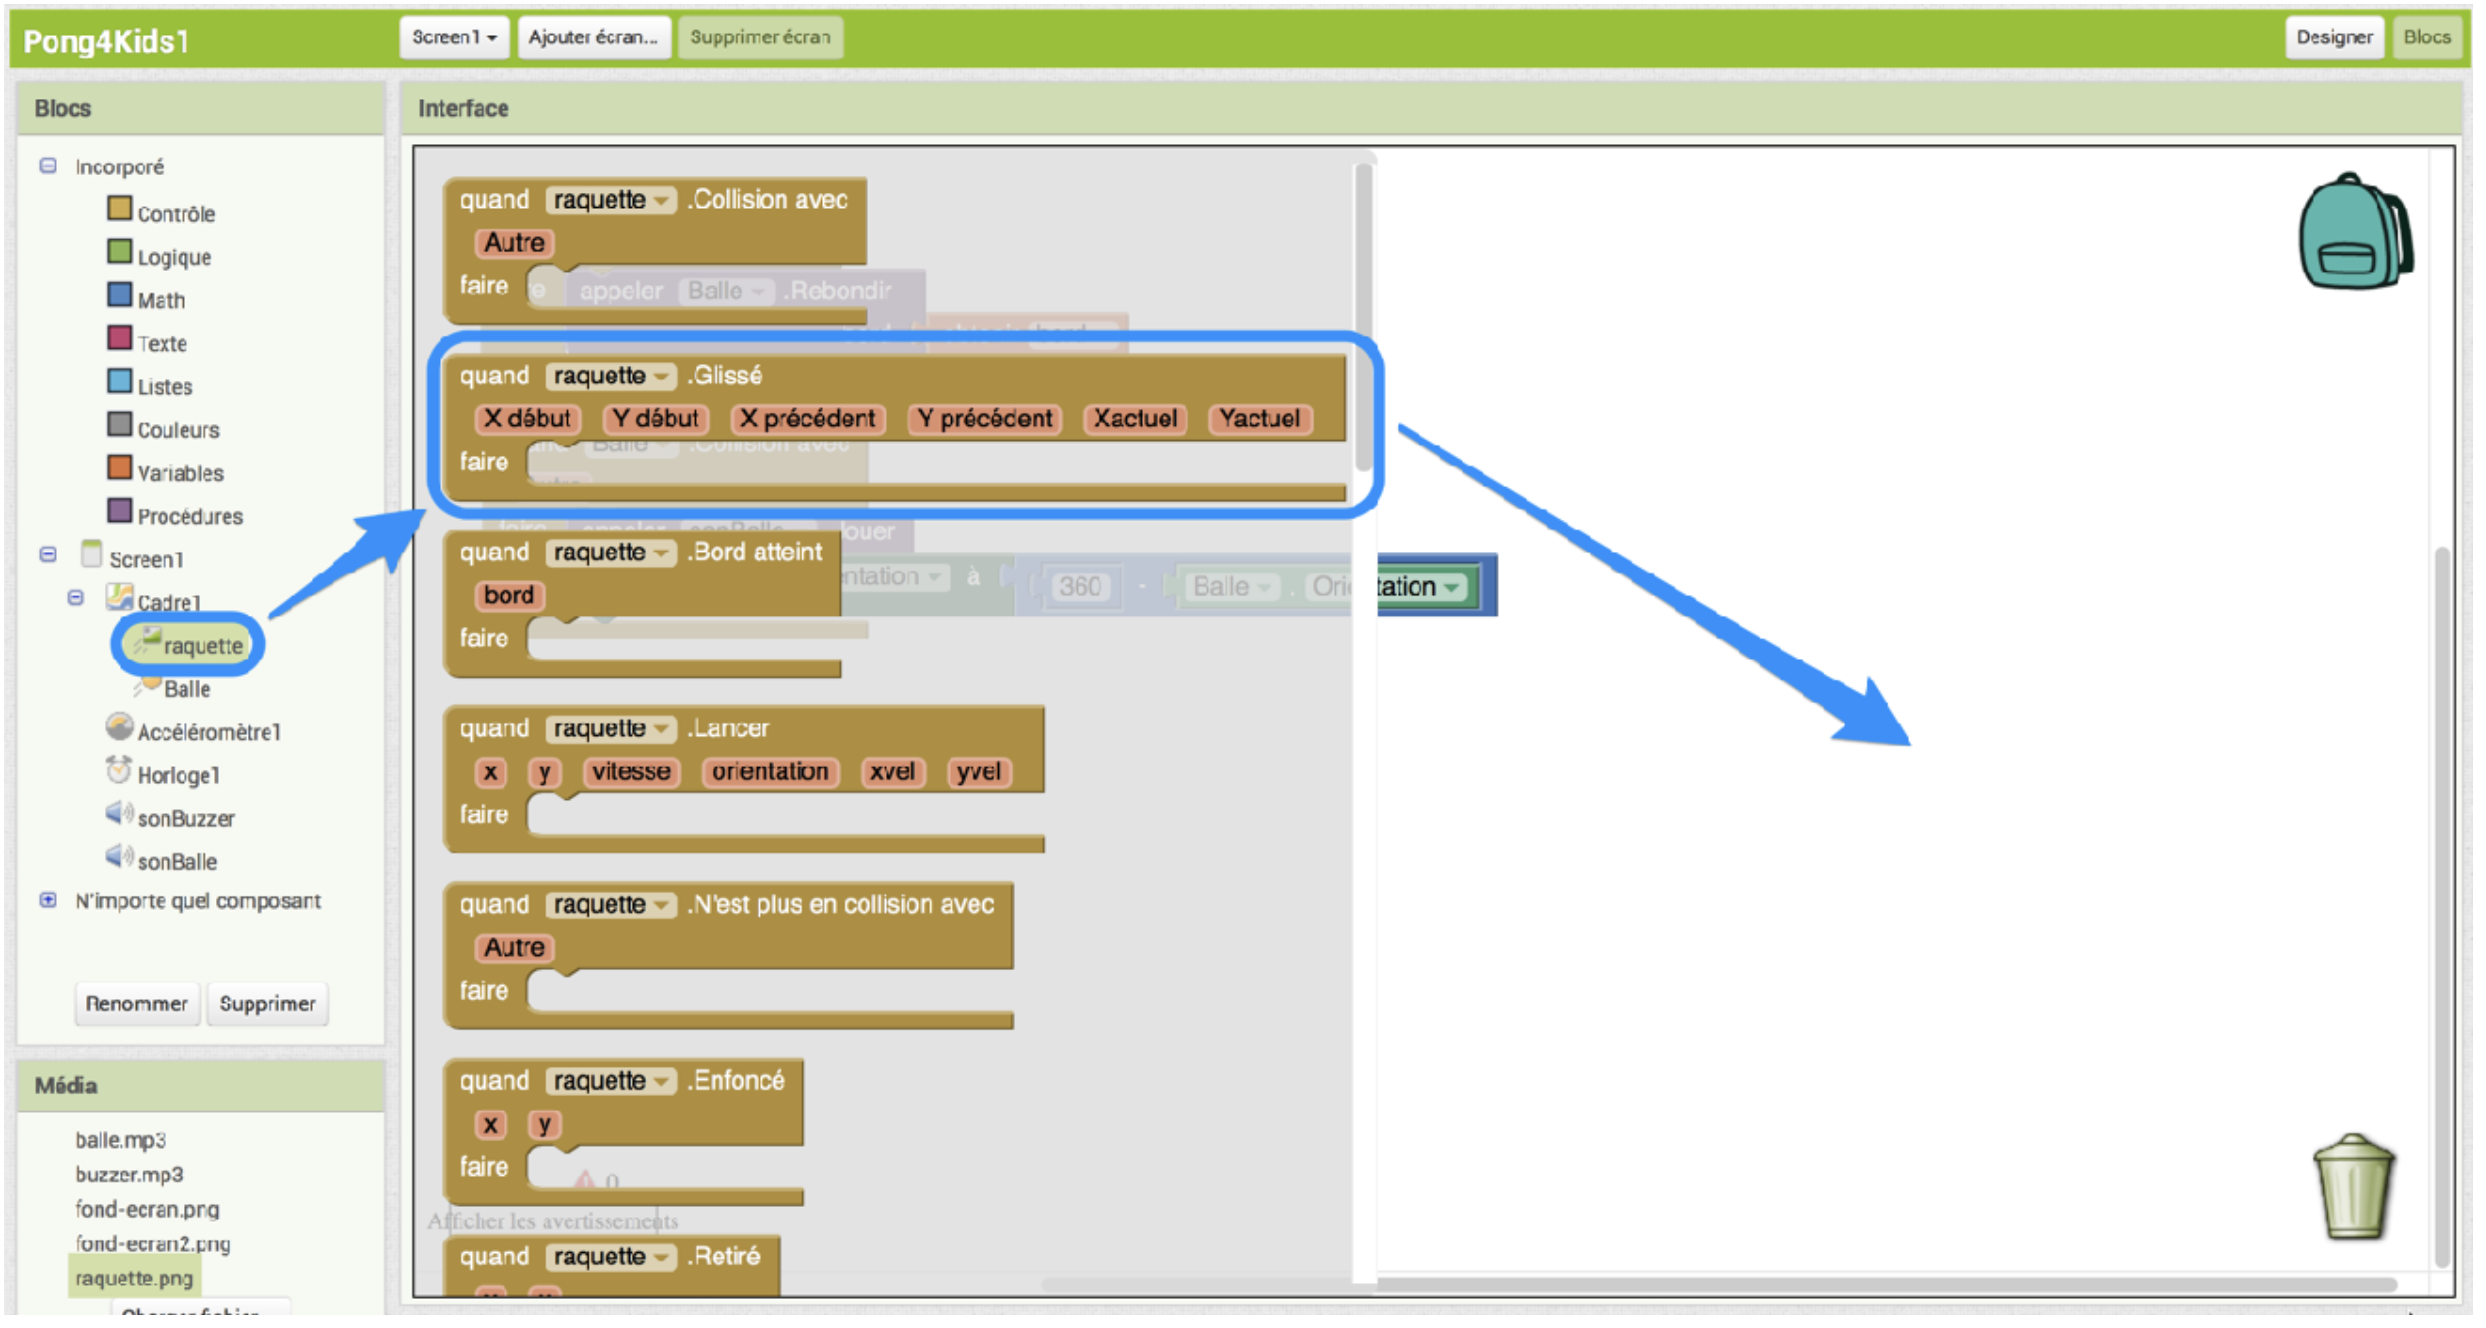 Pong4Kids1 Screen1 Ajouter écran... Supprimer écran Designer Blocs
Blocs
Incorporé
Contrôle
Logique
Math
Texte
Listes
Couleurs
Variables
Procédures
Screen1
Cadre1
raquette
Balle
Accéléromètre1
Horloge1
sonBuzzer
sonBalle
N'importe quel composant
Renommer Supprimer
Média
balle.mp3
buzzer.mp3
fond-ecran.png
fond-ecran2.png
raquette.png
Interface
quand raquette .Collision avec
Autre
faire
appeler Balle .Rebondir
quand raquette .Glissé
X début Y début X précédent Y précédent Xactuel Yactuel
Balle .Collision avec
faire
quand raquette .Bord atteint
bord
à 360 - Balle . Orientation
faire
quand raquette .Lancer
x y vitesse orientation xvel yvel
faire
quand raquette .N'est plus en collision avec
Autre
faire
quand raquette .Enfoncé
x y
faire
0
Afficher les avertissements
quand raquette .Retiré